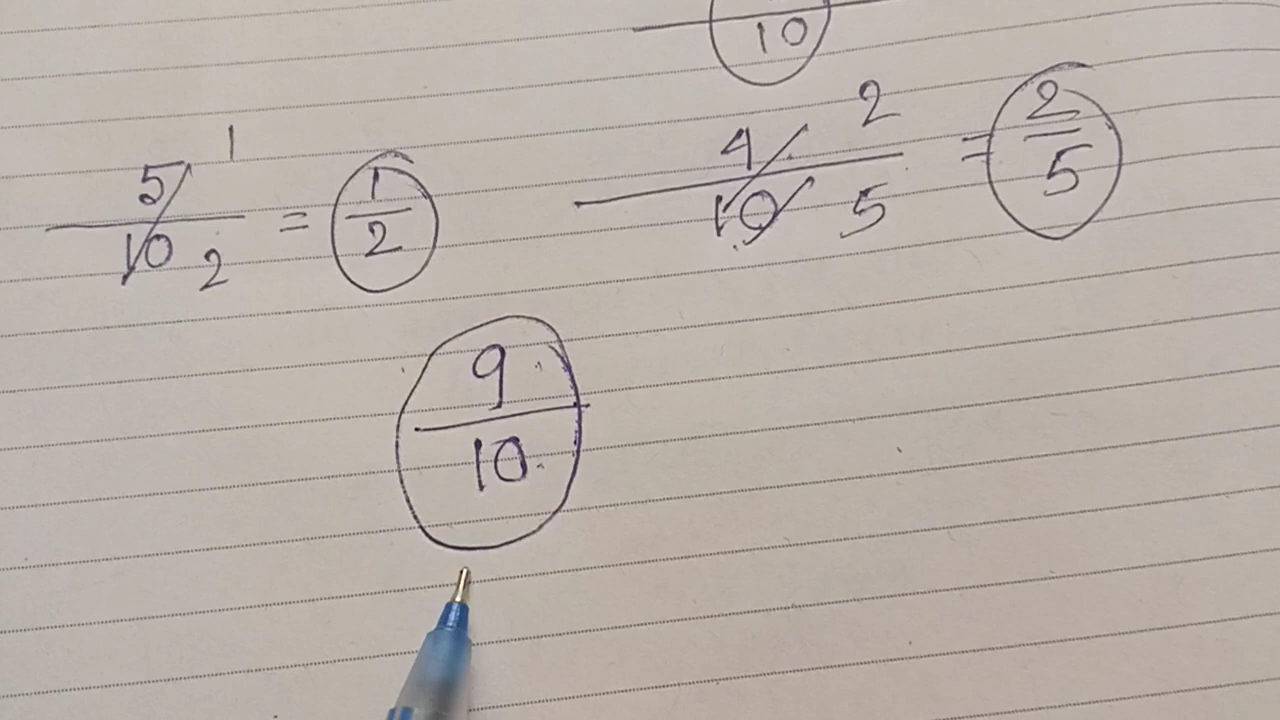 10
5/10 1/2 = 1/2
4/10 2/5 = 2/5
9/10